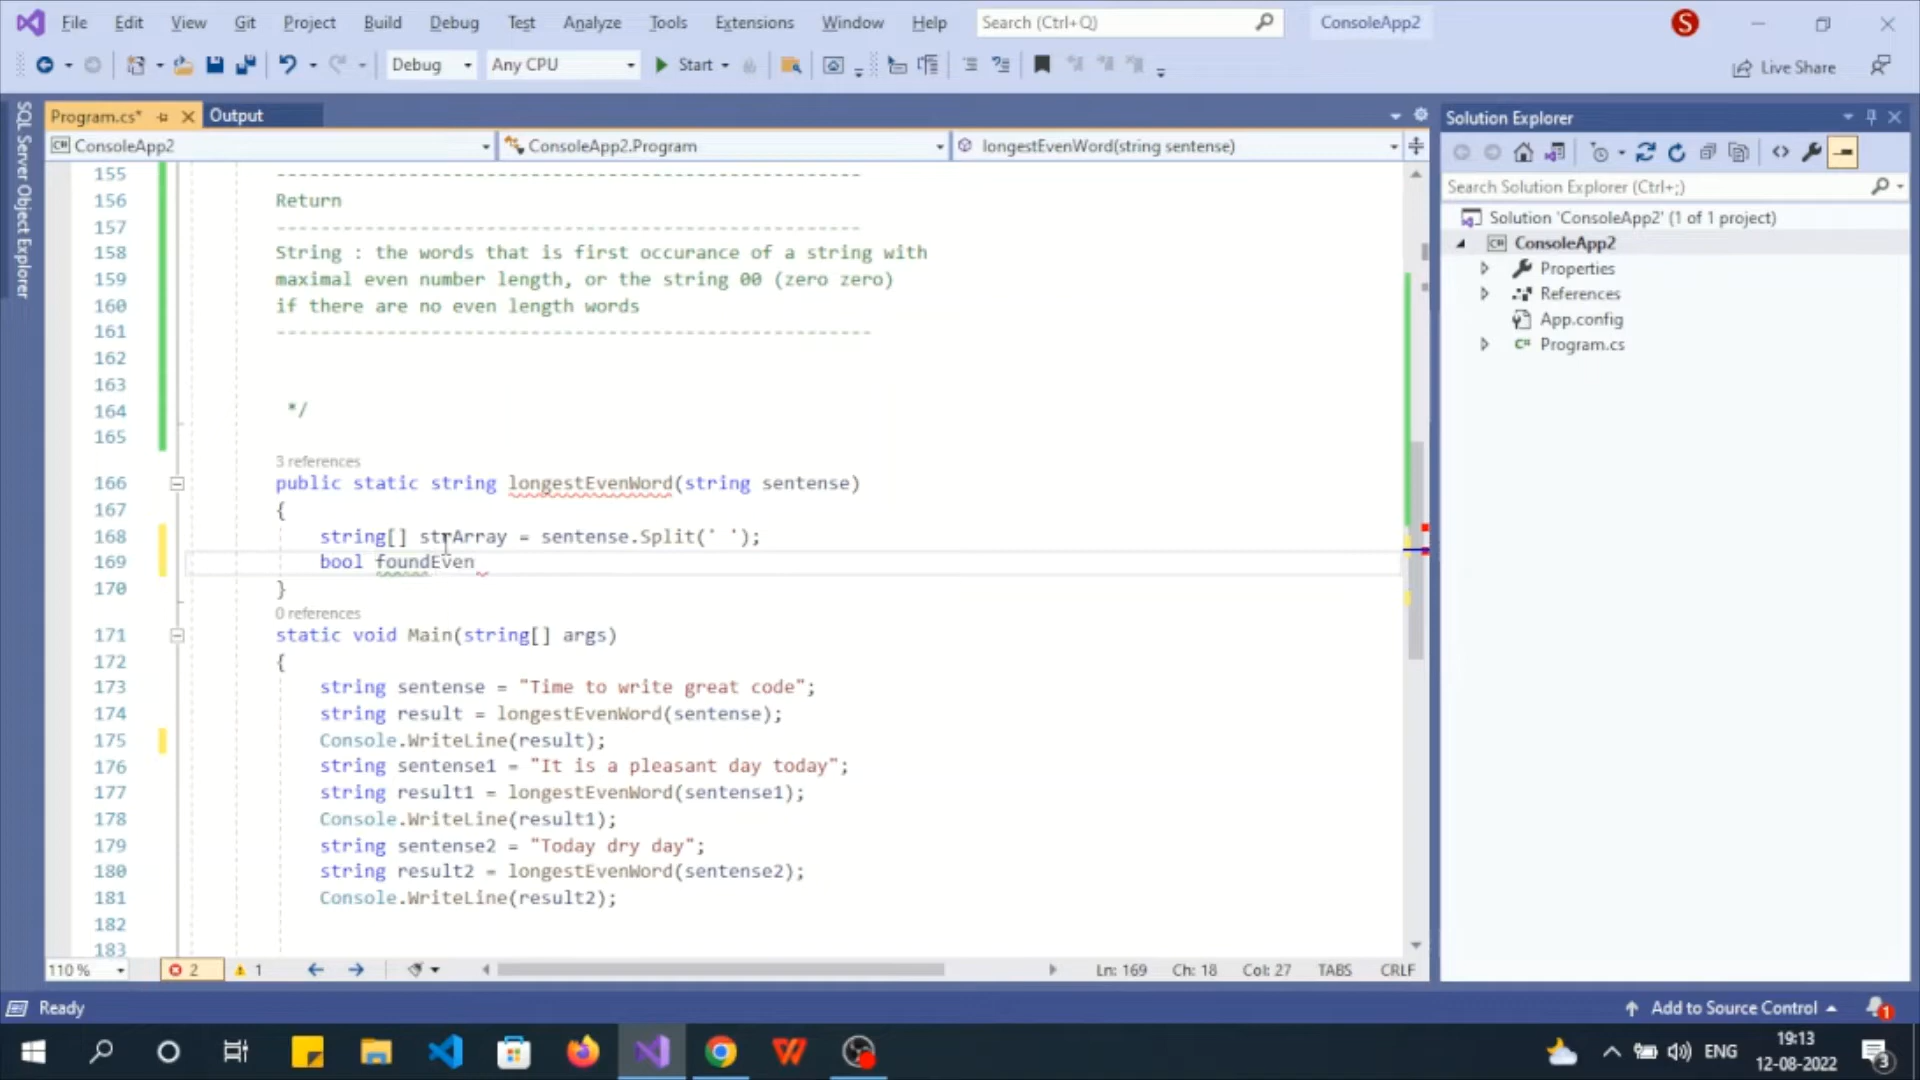 File Edit View Git Project Build Debug Test Analyze Tools Extensions Window Help Search (Ctrl+Q) ConsoleApp2 S
Debug Any CPU Start Live Share
SQL Server Object Explorer
Program.cs* Output
ConsoleApp2 ConsoleApp2.Program longestEvenWord(string sentense)
155 -----------------------------------------------------
156 Return
157 -----------------------------------------------------
158 String : the words that is first occurance of a string with
159 maximal even number length, or the string 00 (zero zero)
160 if there are no even length words
161 ------------------------------------------------------
162
163
164 */
165
3 references
166 public static string longestEvenWord(string sentense)
167 {
168 string[] strArray = sentense.Split(' ');
169 bool foundEven
170 }
0 references
171 static void Main(string[] args)
172 {
173 string sentense = "Time to write great code";
174 string result = longestEvenWord(sentense);
175 Console.WriteLine(result);
176 string sentense1 = "It is a pleasant day today";
177 string result1 = longestEvenWord(sentense1);
178 Console.WriteLine(result1);
179 string sentense2 = "Today dry day";
180 string result2 = longestEvenWord(sentense2);
181 Console.WriteLine(result2);
182
183
110 % 2 1 Ln: 169 Ch: 18 Col: 27 TABS CRLF
Solution Explorer
Search Solution Explorer (Ctrl+;)
Solution 'ConsoleApp2' (1 of 1 project)
C# ConsoleApp2
Properties
References
App.config
C# Program.cs
Ready Add to Source Control 1
ENG 19:13
12-08-2022 3